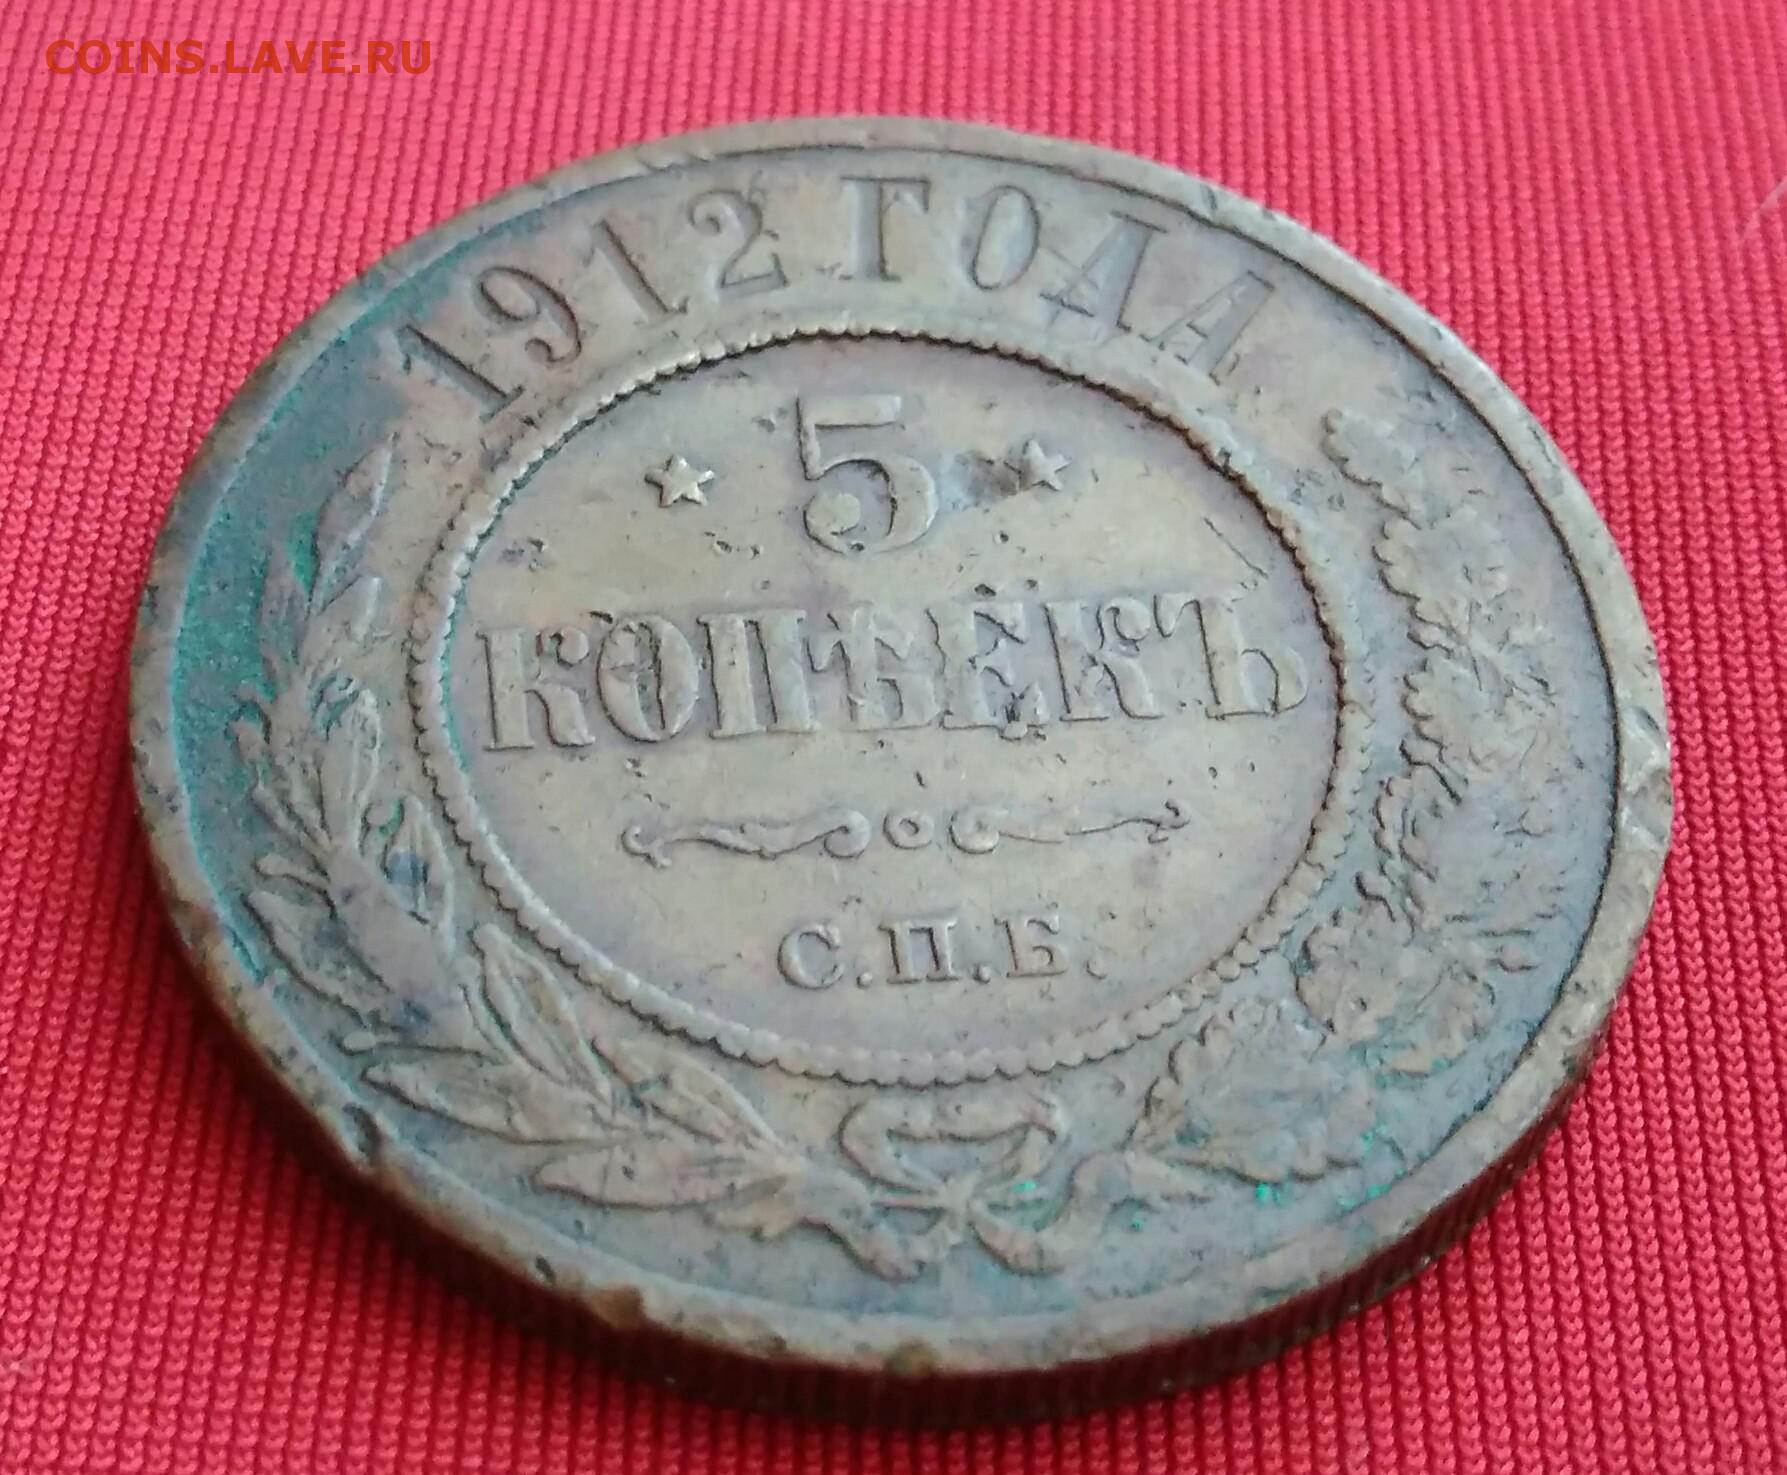 COINS.LAVE.RU
1912 ГОДА
5
КОПѢЕКЪ
С.П.Б.